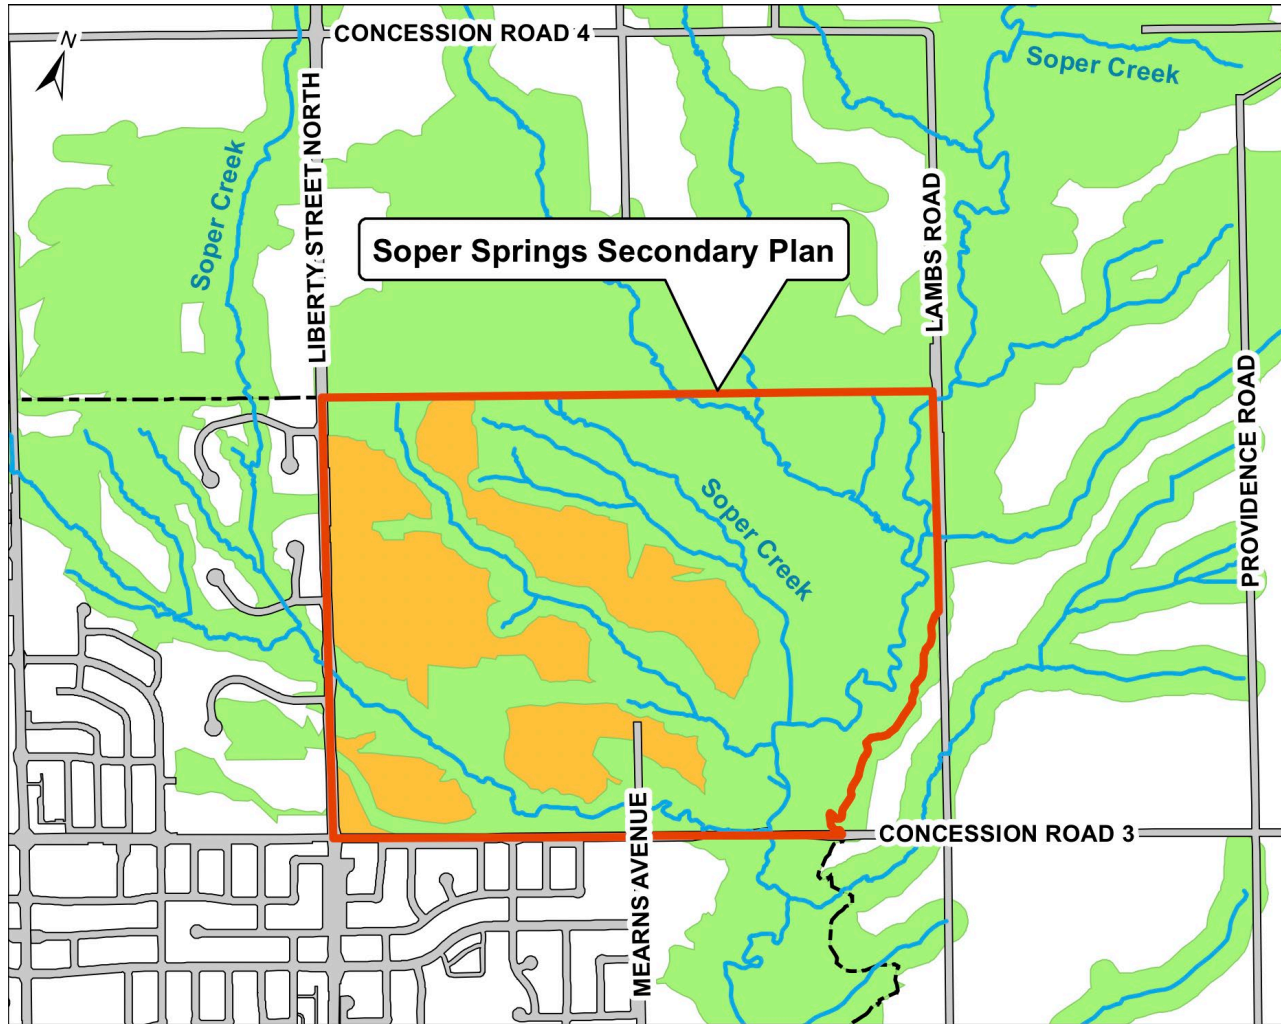 CONCESSION ROAD 4
N
Soper Creek
LIBERTY STREET NORTH
Soper Creek
LAMBS ROAD
Soper Springs Secondary Plan
PROVIDENCE ROAD
Soper Creek
MEARNS AVENUE
CONCESSION ROAD 3